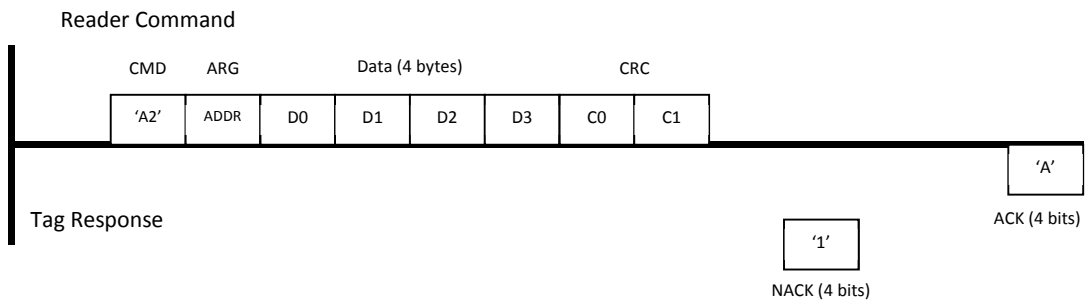 Reader Command
CMD ARG Data (4 bytes) CRC
‘A2’ ADDR D0 D1 D2 D3 C0 C1
‘A’
Tag Response
ACK (4 bits)
‘1’
NACK (4 bits)